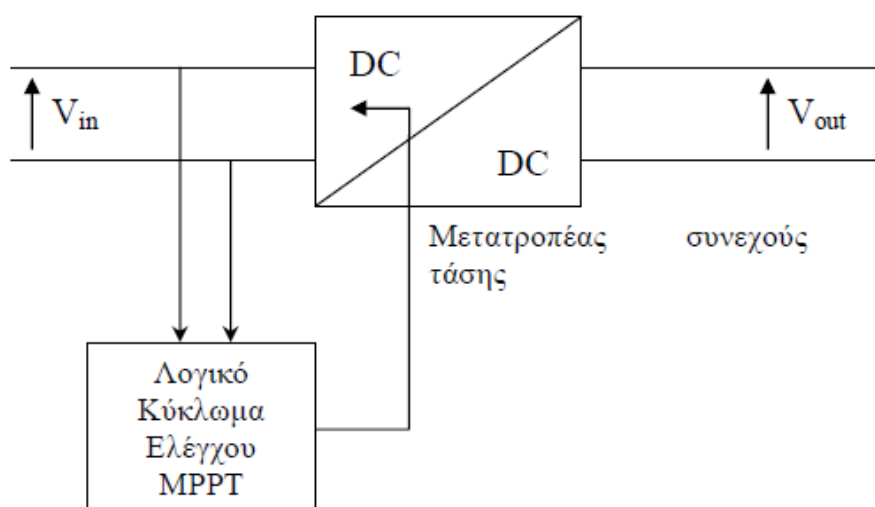 DC
V_in
V_out
DC
Μετατροπέας συνεχούς
τάσης
Λογικό
Κύκλωμα
Ελέγχου
MPPT